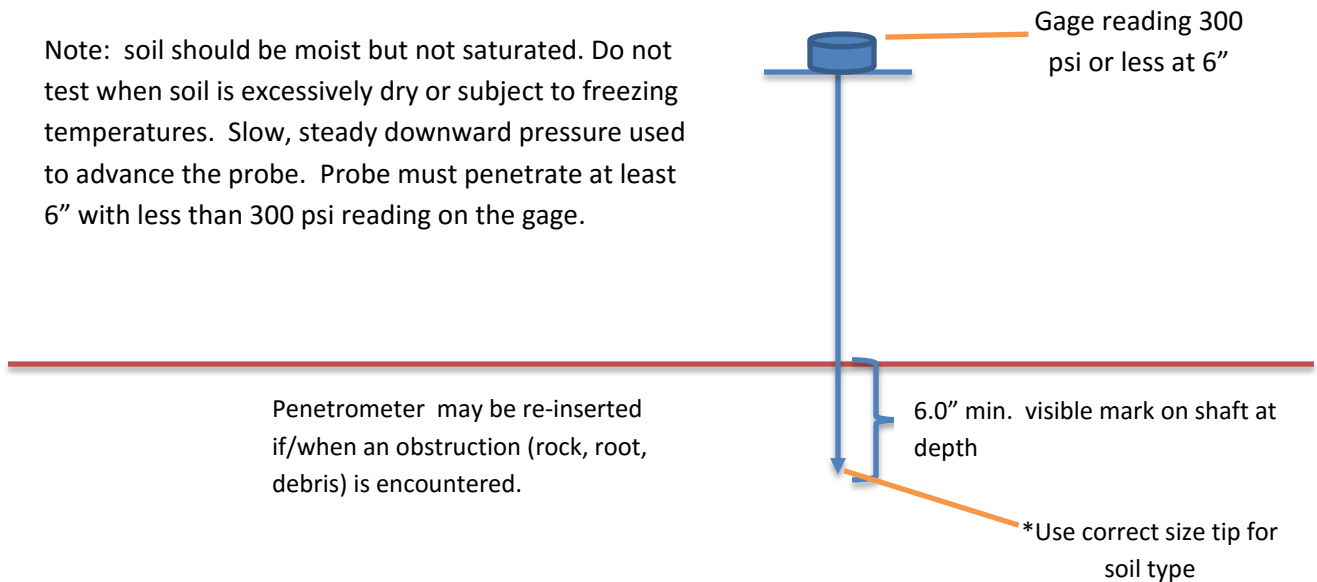 Note:  soil should be moist but not saturated. Do not
test when soil is excessively dry or subject to freezing
temperatures.  Slow, steady downward pressure used
to advance the probe.  Probe must penetrate at least
6” with less than 300 psi reading on the gage.
Gage reading 300
psi or less at 6”
Penetrometer  may be re-inserted
if/when an obstruction (rock, root,
debris) is encountered.
6.0” min.  visible mark on shaft at
depth
*Use correct size tip for
soil type